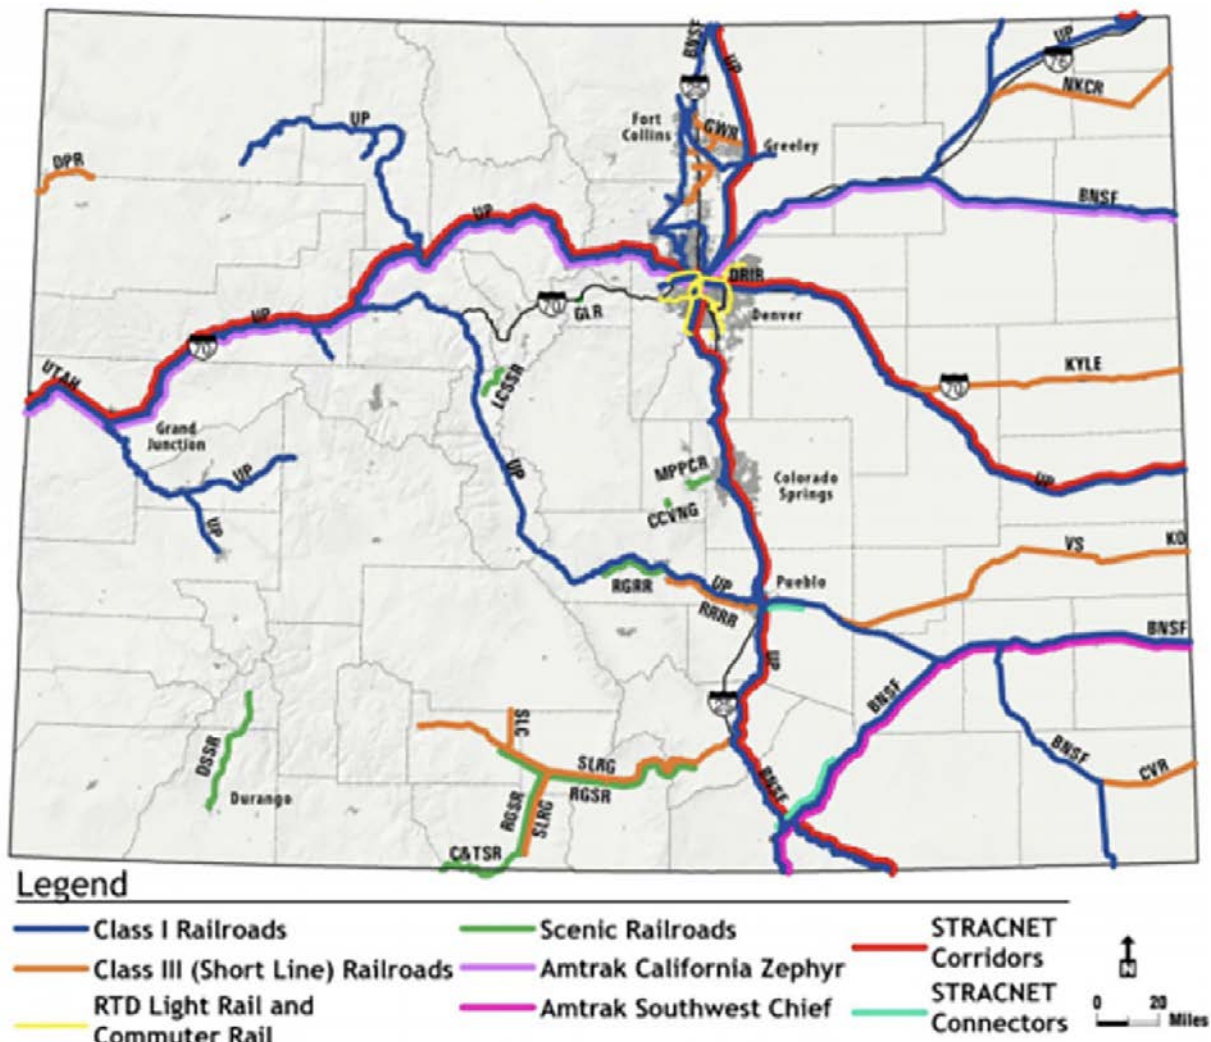 BNSF
UP
25
UP
76
NKCR
Fort
Collins
GWR
Greeley
UP
DPR
BNSF
UP
DRIR
70
GLR
Denver
UP
70
UTAH
LCSSR
KYLE
70
Grand
Junction
UP
UP
MPPCR
Colorado
Springs
UP
CCVNG
UP
VS
KO
RGRR
UP
Pueblo
RRRR
BNSF
UP
25
BNSF
SLC
DSSR
SLRG
BNSF
BNSF
CVR
Durango
RGSR
RGSR
SLRG
C&TSR
Legend
Class I Railroads
Scenic Railroads
STRACNET
Corridors
Class III (Short Line) Railroads
Amtrak California Zephyr
RTD Light Rail and
Commuter Rail
Amtrak Southwest Chief
STRACNET
Connectors
N
0 20
Miles